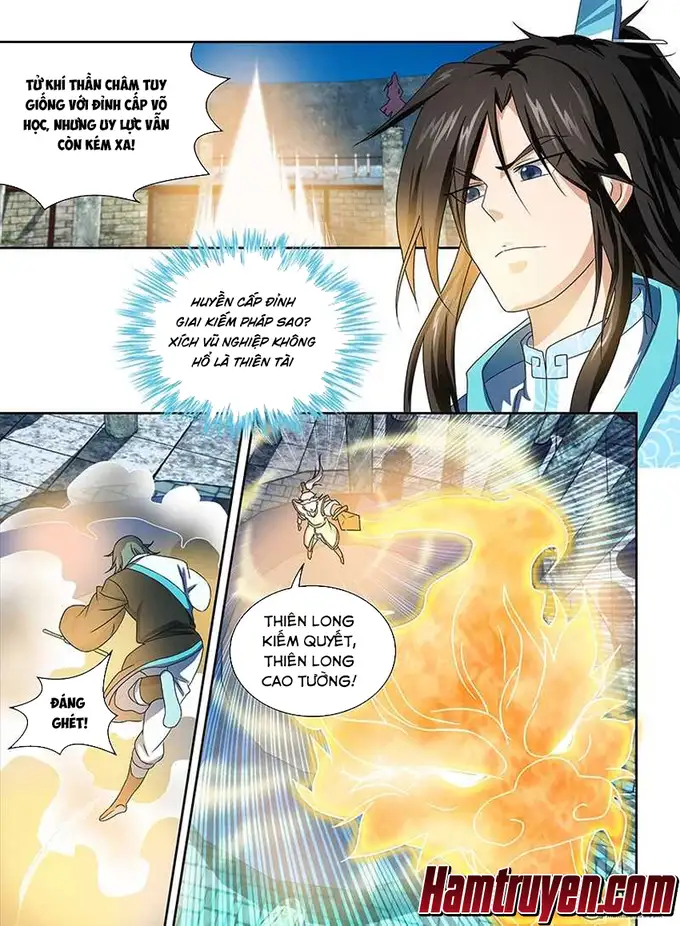 TỬ KHÍ THẦN CHÂM TUY
GIỐNG VỚI ĐỈNH CẤP VÕ
HỌC, NHƯNG UY LỰC VẪN
CÒN KÉM XA!
HUYỀN CẤP ĐỈNH
GIAI KIẾM PHÁP SAO?
XÍCH VŨ NGHIỆP KHÔNG
HỔ LÀ THIÊN TÀI
THIÊN LONG
KIẾM QUYẾT,
THIÊN LONG
CAO TƯỜNG!
ĐÁNG
GHÉT!
Hamtruyen.com